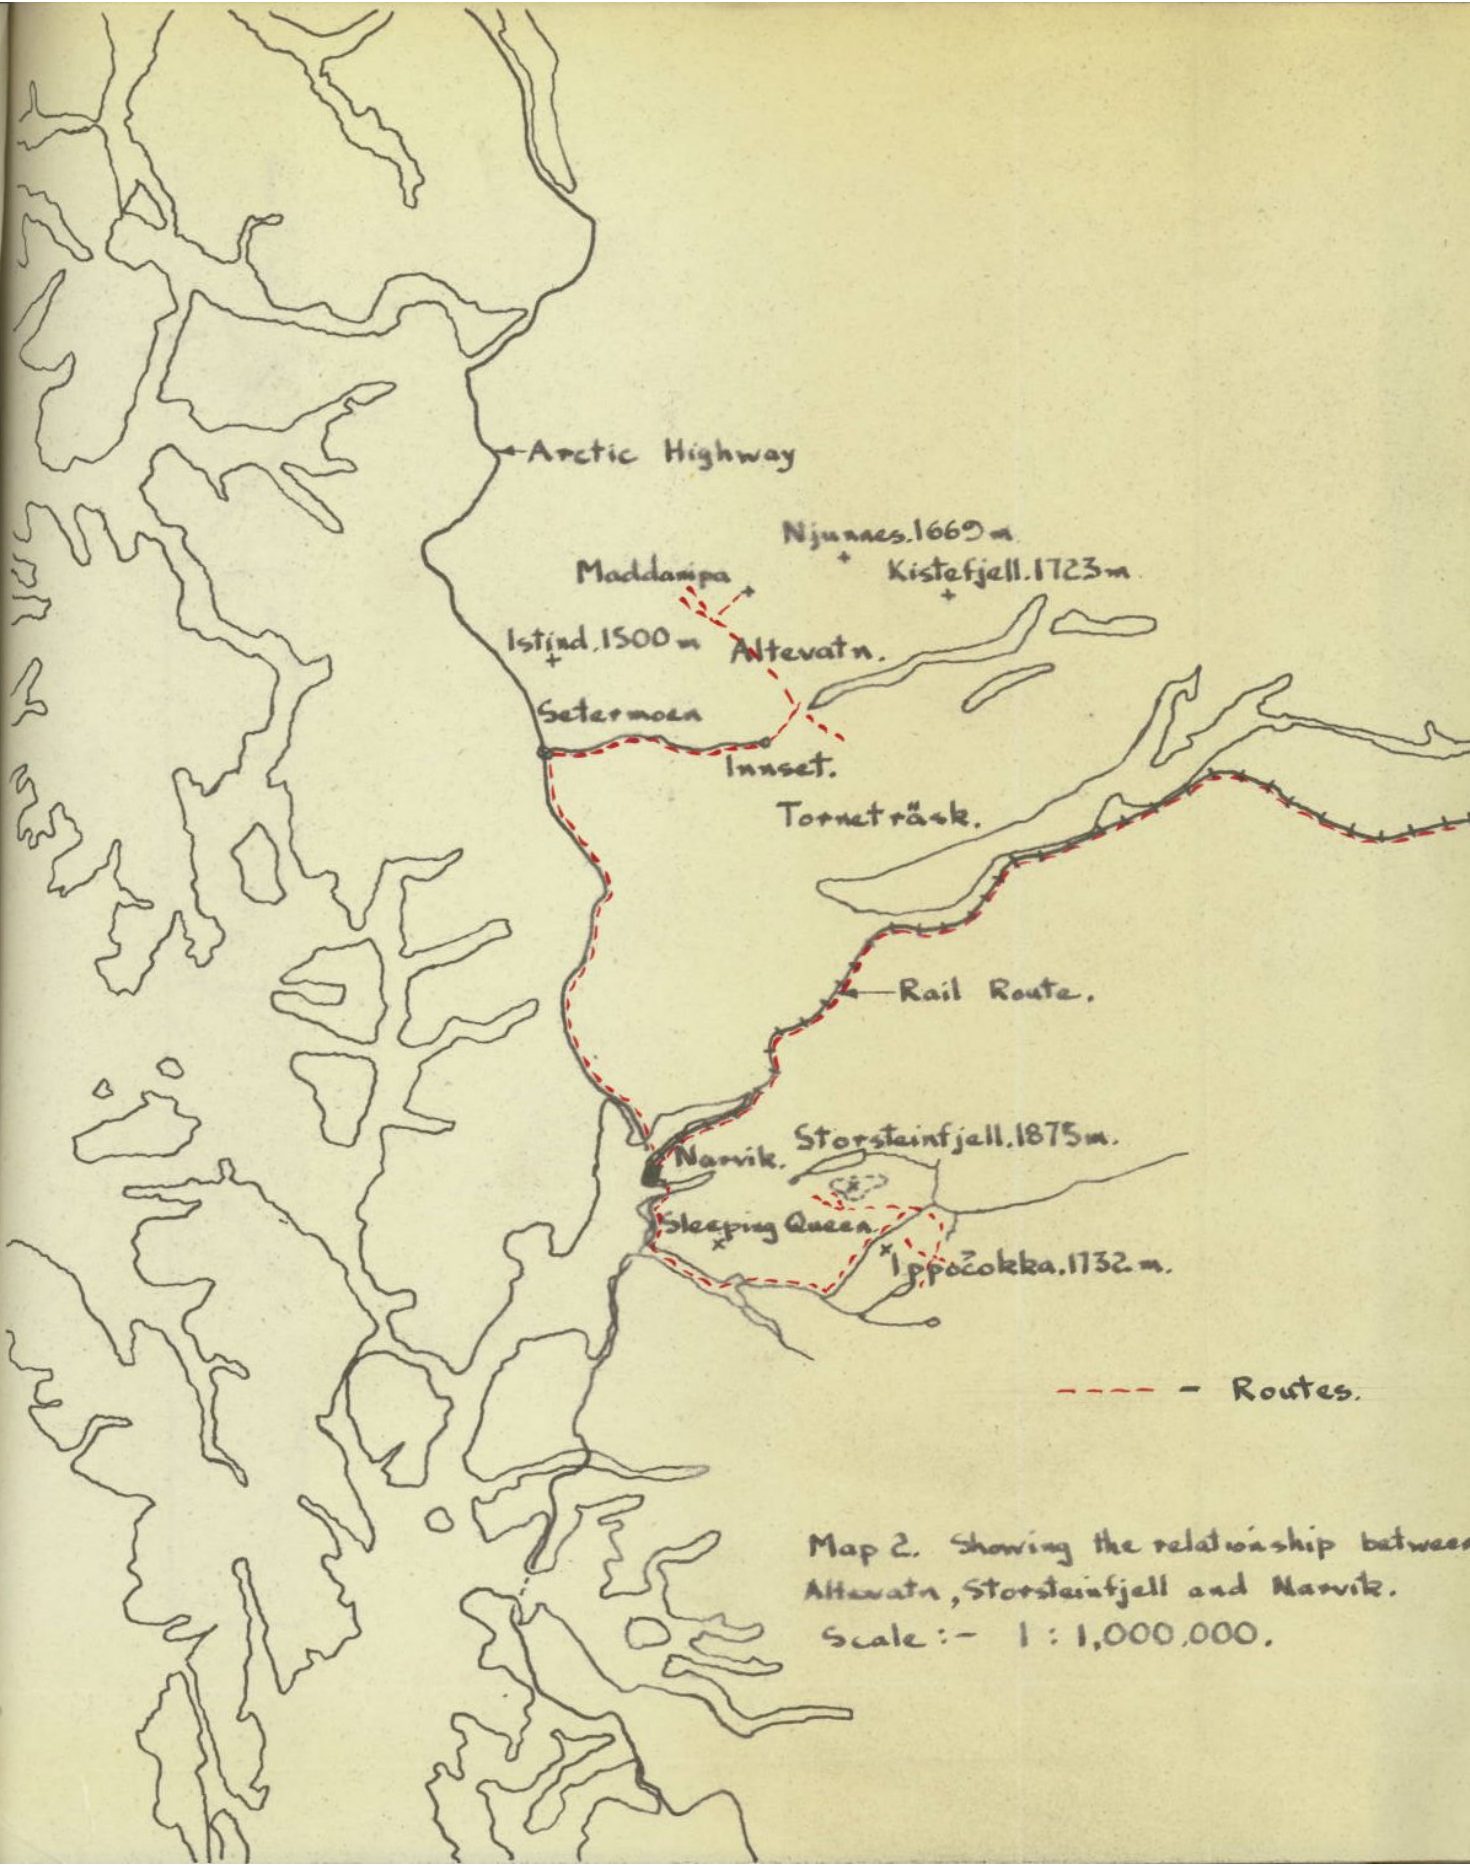 Arctic Highway
Njunnes.1669m
Maddaripa
Kistefjell.1723m
Istind.1500m
Altevatn.
Setermoen
Innset.
Torneträsk.
Rail Route.
Storsteinfjell.1875m.
Narvik.
Sleeping Queen.
Ippočokka.1732m.
- Routes.
Map 2. Showing the relationship between
Altevatn, Storsteinfjell and Narvik.
Scale :- 1 : 1,000,000.